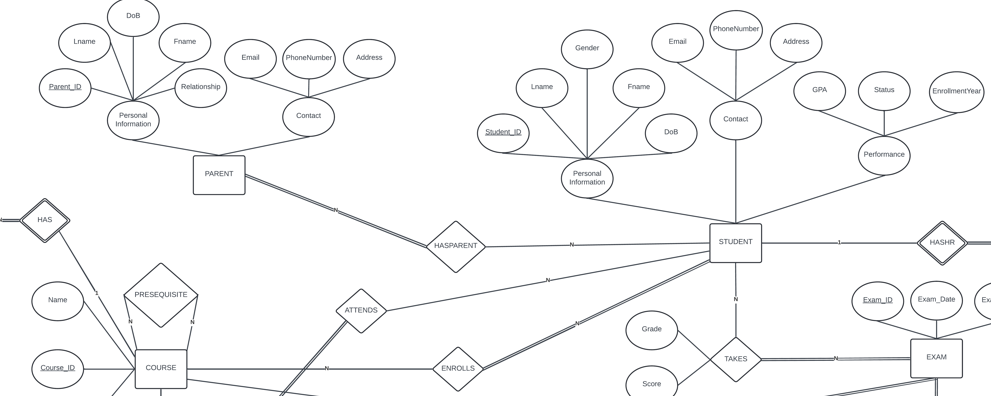 DoB
Lname
Fname
Email
PhoneNumber
Address
Parent_ID
Relationship
Personal
Information
Contact
PARENT
Gender
Email
PhoneNumber
Address
Lname
Fname
GPA
Status
EnrollmentYear
Student_ID
DoB
Contact
Performance
Personal
Information
HAS
N
HASPARENT
N
STUDENT
1
HASHR
1
Name
PRESEQUISITE
N
N
ATTENDS
N
N
N
Exam_ID
Exam_Date
Grade
TAKES
N
EXAM
Score
Course_ID
COURSE
N
ENROLLS